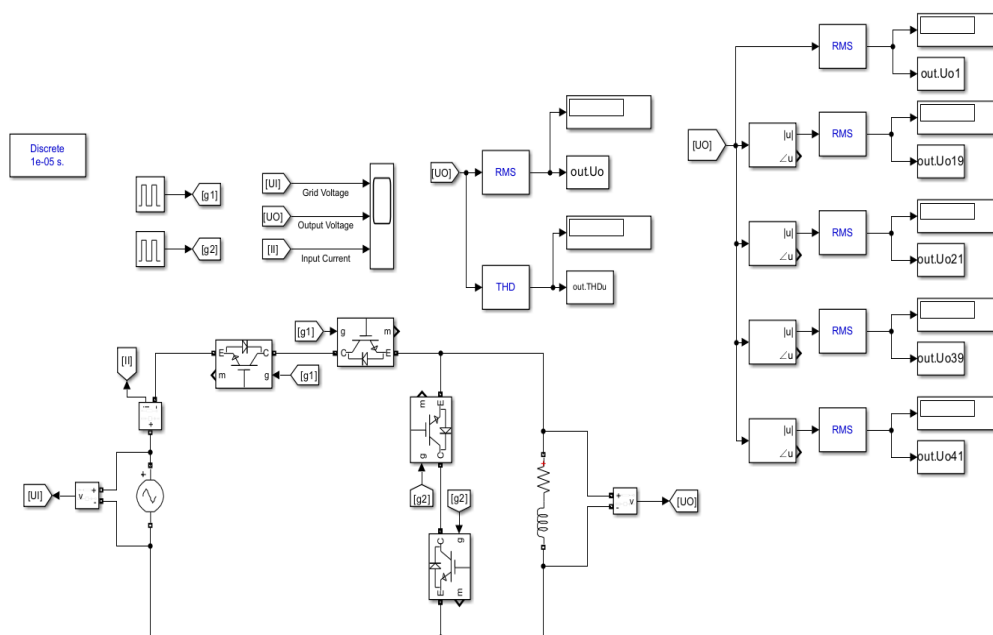 RMS
out.Uo1
Discrete
1e-05 s.
[g1]
[g2]
[UI]
Grid Voltage
[UO]
Output Voltage
[II]
Input Current
[UO]
RMS
out.Uo
THD
out.THDu
[UO]
|u|
∠u
RMS
out.Uo19
|u|
∠u
RMS
out.Uo21
|u|
∠u
RMS
out.Uo39
|u|
∠u
RMS
out.Uo41
[II]
E
C
m
g
[g1]
[g1]
g
m
C
E
i
+
-
[UI]
v
+
-
+
m
E
g
C
[g2]
[g2]
C
g
E
m
+
-
v
[UO]